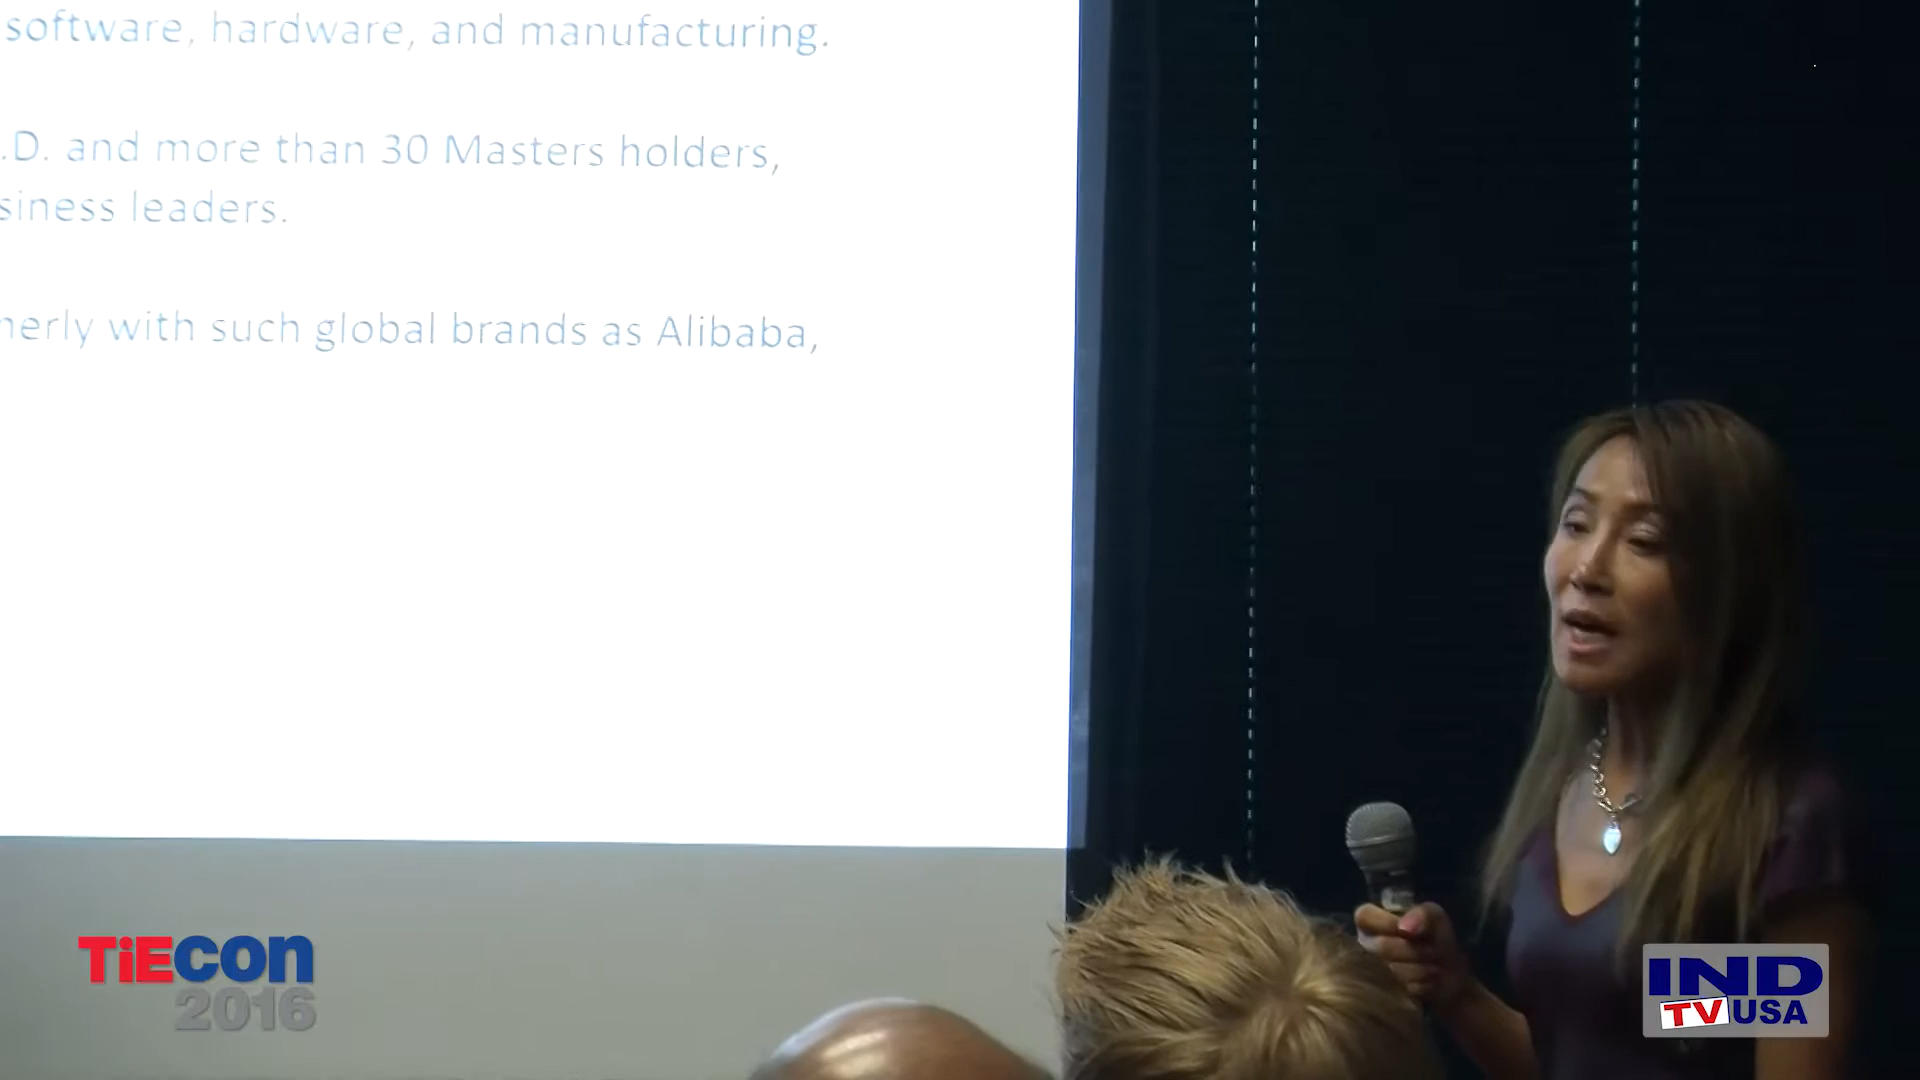 software, hardware, and manufacturing.
.D. and more than 30 Masters holders,
siness leaders.
nerly with such global brands as Alibaba,
TiECON
2016
IND
TV USA